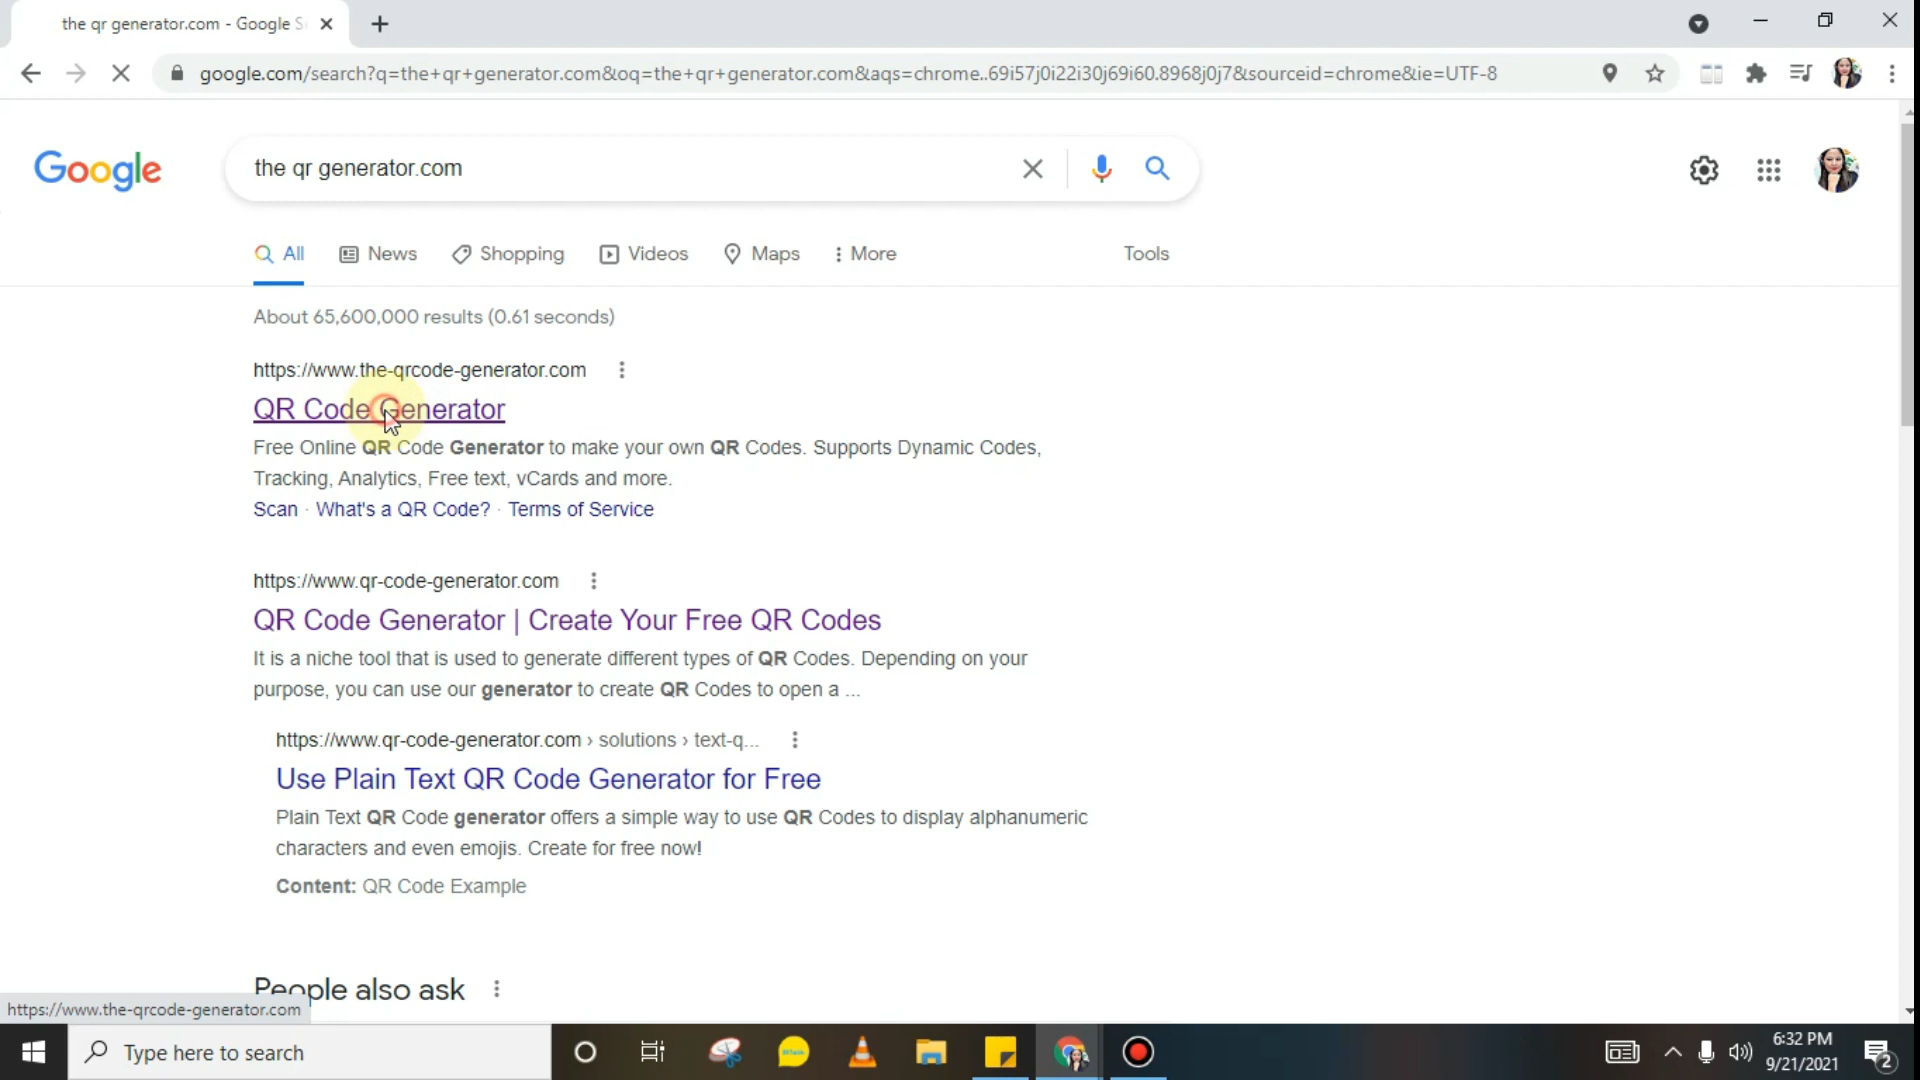 the qr generator.com - Google S
google.com/search?q=the+qr+generator.com&oq=the+qr+generator.com&aqs=chrome..69i57j0i22i30j69i60.8968j0j7&sourceid=chrome&ie=UTF-8
Google
the qr generator.com
All
News
Shopping
Videos
Maps
More
Tools
About 65,600,000 results (0.61 seconds)
https://www.the-qrcode-generator.com
QR Code Generator
Free Online QR Code Generator to make your own QR Codes. Supports Dynamic Codes,
Tracking, Analytics, Free text, vCards and more.
Scan · What's a QR Code? · Terms of Service
https://www.qr-code-generator.com
QR Code Generator | Create Your Free QR Codes
It is a niche tool that is used to generate different types of QR Codes. Depending on your
purpose, you can use our generator to create QR Codes to open a ...
https://www.qr-code-generator.com › solutions › text-q...
Use Plain Text QR Code Generator for Free
Plain Text QR Code generator offers a simple way to use QR Codes to display alphanumeric
characters and even emojis. Create for free now!
Content: QR Code Example
People also ask
https://www.the-qrcode-generator.com
Type here to search
6:32 PM
9/21/2021
2